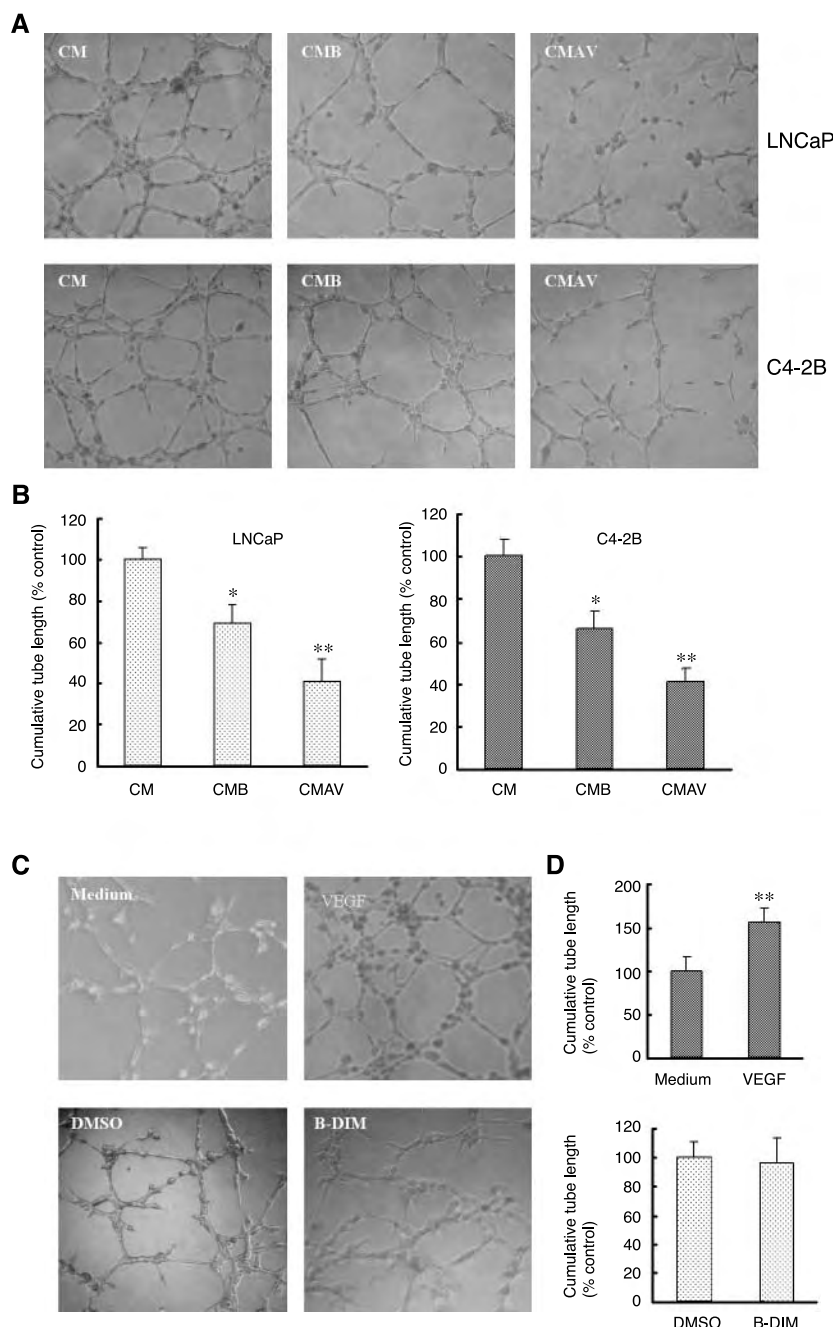 A
CM
CMB
CMAV
LNCaP
CM
CMB
CMAV
C4-2B
B
Cumulative tube length (% control)
120
100
80
60
40
20
0
LNCaP
*
**
CM
CMB
CMAV
Cumulative tube length (% control)
120
100
80
60
40
20
0
C4-2B
*
**
CM
CMB
CMAV
C
Medium
VEGF
DMSO
B-DIM
D
Cumulative tube length
(% control)
200
150
100
50
0
**
Medium
VEGF
Cumulative tube length
(% control)
120
100
80
60
40
20
0
DMSO
B-DIM